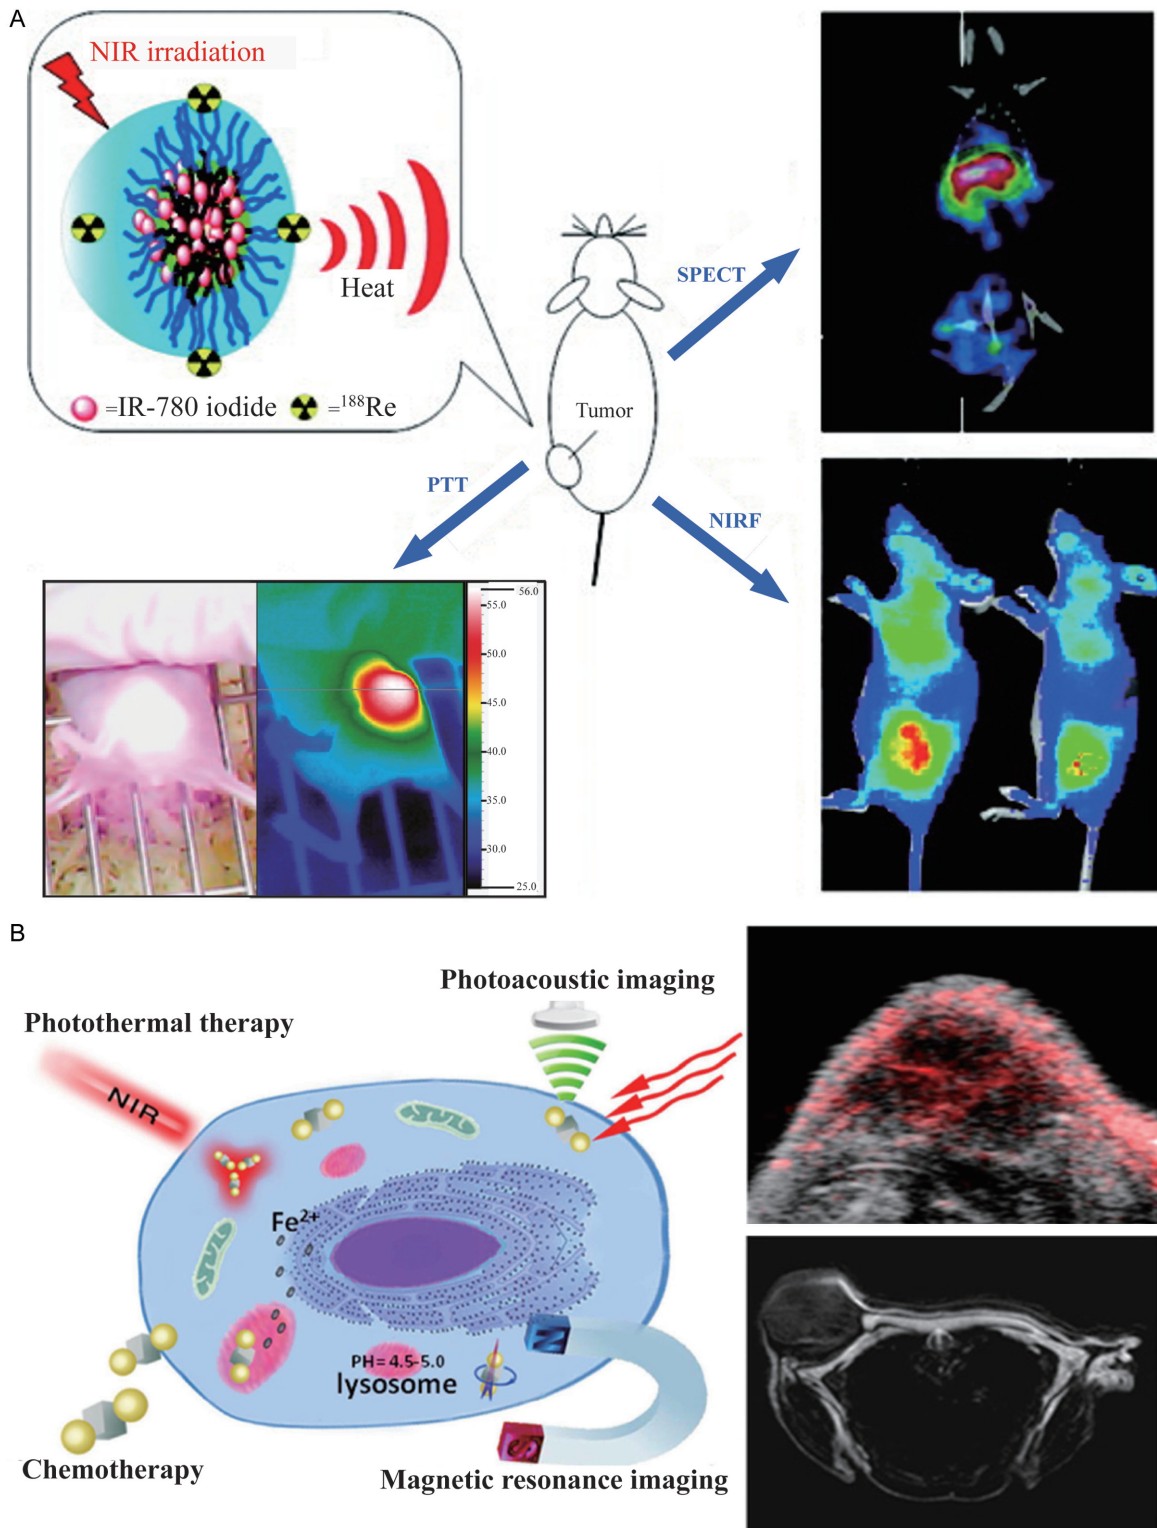 A
NIR irradiation
Heat
=IR-780 iodide =¹⁸⁸Re
SPECT
Tumor
PTT
NIRF
56.0
55.0
50.0
45.0
40.0
35.0
30.0
25.0
B
Photoacoustic imaging
Photothermal therapy
NIR
Fe²⁺
PH= 4.5-5.0
lysosome
N
S
Chemotherapy
Magnetic resonance imaging